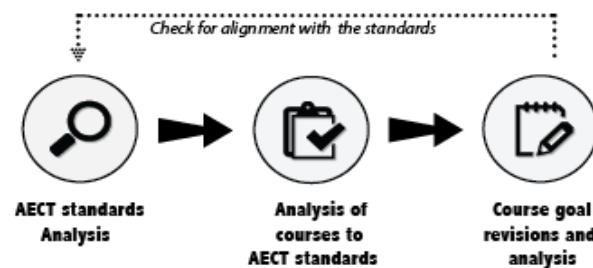 Check for alignment with the standards
AECT standards
Analysis
Analysis of
courses to
AECT standards
Course goal
revisions and
analysis